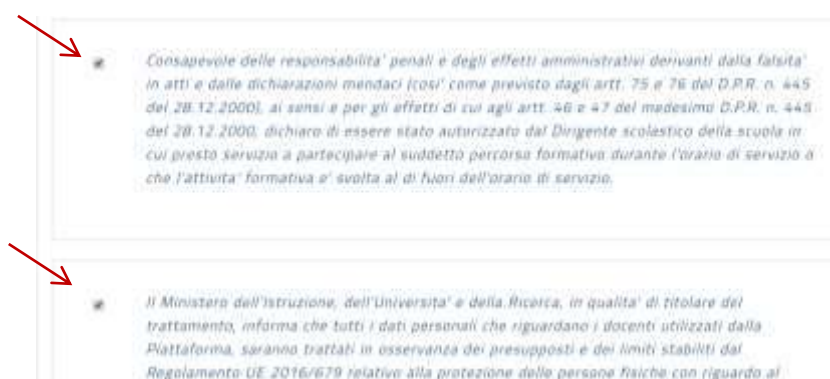 Consapevole delle responsabilita' penali e degli effetti amministrativi derivanti dalla falsita'
in atti e dalle dichiarazioni mendaci (cosi' come previsto dagli artt. 75 e 76 del D.P.R. n. 445
del 28.12.2000), ai sensi e per gli effetti di cui agli artt. 46 e 47 del medesimo D.P.R. n. 445
del 28.12.2000, dichiaro di essere stato autorizzato dal Dirigente scolastico della scuola in
cui presto servizio a partecipare al suddetto percorso formativo durante l'orario di servizio o
che l'attivita' formativa e' svolta al di fuori dell'orario di servizio.
Il Ministero dell'Istruzione, dell'Universita' e della Ricerca, in qualita' di titolare del
trattamento, informa che tutti i dati personali che riguardano i docenti utilizzati dalla
Piattaforma, saranno trattati in osservanza dei presupposti e dei limiti stabiliti dal
Regolamento UE 2016/679 relativo alla protezione delle persone fisiche con riguardo al